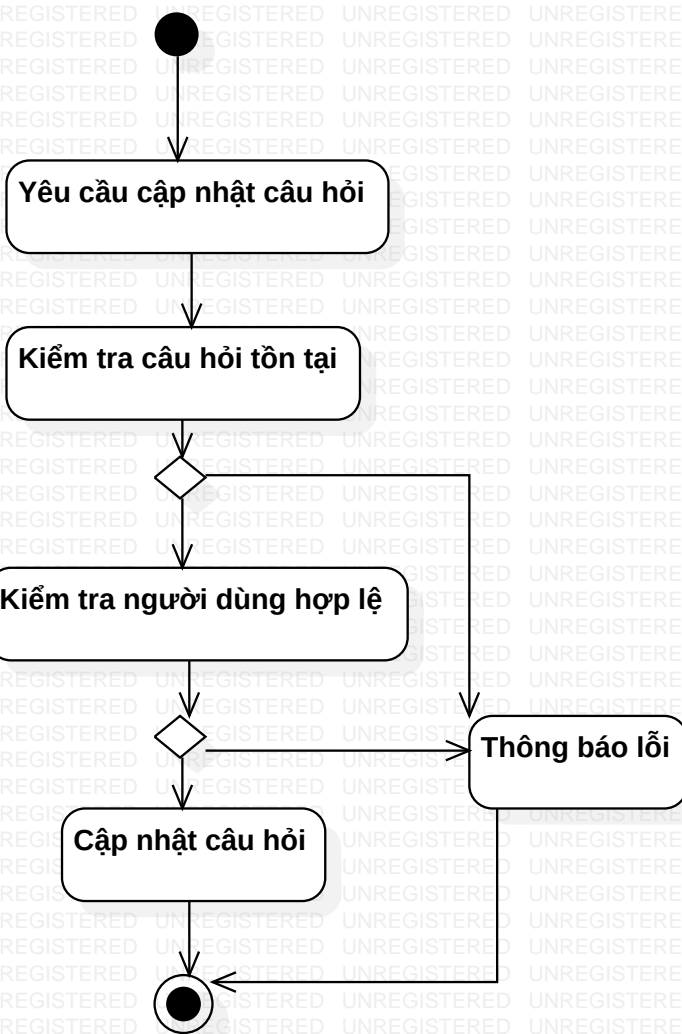 Yêu cầu cập nhật câu hỏi
Kiểm tra câu hỏi tồn tại
Kiểm tra người dùng hợp lệ
Thông báo lỗi
Cập nhật câu hỏi